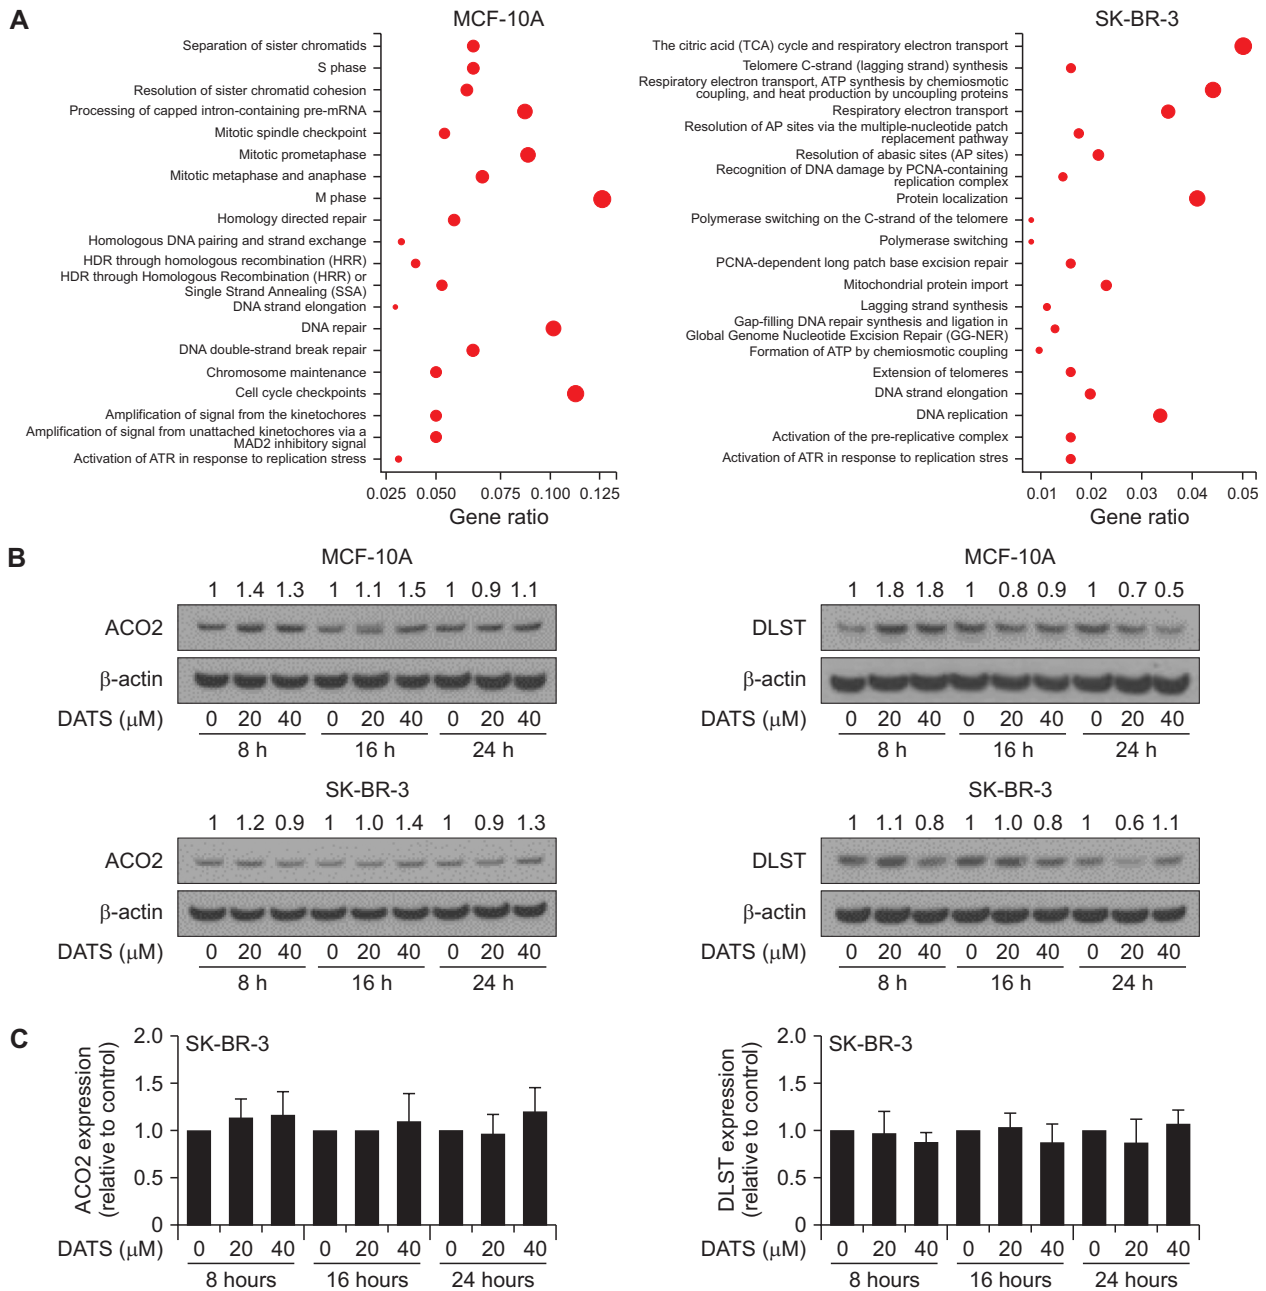 A
MCF-10A
Separation of sister chromatids
S phase
Resolution of sister chromatid cohesion
Processing of capped intron-containing pre-mRNA
Mitotic spindle checkpoint
Mitotic prometaphase
Mitotic metaphase and anaphase
M phase
Homology directed repair
Homologous DNA pairing and strand exchange
HDR through homologous recombination (HRR)
HDR through Homologous Recombination (HRR) or
Single Strand Annealing (SSA)
DNA strand elongation
DNA repair
DNA double-strand break repair
Chromosome maintenance
Cell cycle checkpoints
Amplification of signal from the kinetochores
Amplification of signal from unattached kinetochores via a
MAD2 inhibitory signal
Activation of ATR in response to replication stress
0.025 0.050 0.075 0.100 0.125
Gene ratio
SK-BR-3
The citric acid (TCA) cycle and respiratory electron transport
Telomere C-strand (lagging strand) synthesis
Respiratory electron transport, ATP synthesis by chemiosmotic
coupling, and heat production by uncoupling proteins
Respiratory electron transport
Resolution of AP sites via the multiple-nucleotide patch
replacement pathway
Resolution of abasic sites (AP sites)
Recognition of DNA damage by PCNA-containing
replication complex
Protein localization
Polymerase switching on the C-strand of the telomere
Polymerase switching
PCNA-dependent long patch base excision repair
Mitochondrial protein import
Lagging strand synthesis
Gap-filling DNA repair synthesis and ligation in
Global Genome Nucleotide Excision Repair (GG-NER)
Formation of ATP by chemiosmotic coupling
Extension of telomeres
DNA strand elongation
DNA replication
Activation of the pre-replicative complex
Activation of ATR in response to replication stres
0.01 0.02 0.03 0.04 0.05
Gene ratio
B
MCF-10A
1 1.4 1.3 1 1.1 1.5 1 0.9 1.1
ACO2
β-actin
DATS (μM) 0 20 40 0 20 40 0 20 40
8 h 16 h 24 h
MCF-10A
1 1.8 1.8 1 0.8 0.9 1 0.7 0.5
DLST
β-actin
DATS (μM) 0 20 40 0 20 40 0 20 40
8 h 16 h 24 h
SK-BR-3
1 1.2 0.9 1 1.0 1.4 1 0.9 1.3
ACO2
β-actin
DATS (μM) 0 20 40 0 20 40 0 20 40
8 h 16 h 24 h
SK-BR-3
1 1.1 0.8 1 1.0 0.8 1 0.6 1.1
DLST
β-actin
DATS (μM) 0 20 40 0 20 40 0 20 40
8 h 16 h 24 h
C
SK-BR-3
ACO2 expression
(relative to control)
2.0
1.5
1.0
0.5
0
DATS (μM) 0 20 40 0 20 40 0 20 40
8 hours 16 hours 24 hours
SK-BR-3
DLST expression
(relative to control)
2.0
1.5
1.0
0.5
0
DATS (μM) 0 20 40 0 20 40 0 20 40
8 hours 16 hours 24 hours